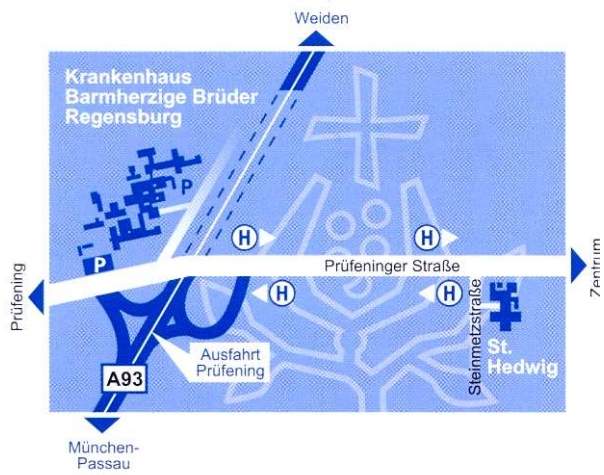 Weiden
Krankenhaus
Barmherzige Brüder
Regensburg
P
H
H
P
Prüfeninger Straße
Prüfening
Zentrum
H
H
Steinmetzstraße
St.
Hedwig
Ausfahrt
Prüfening
A93
München-
Passau